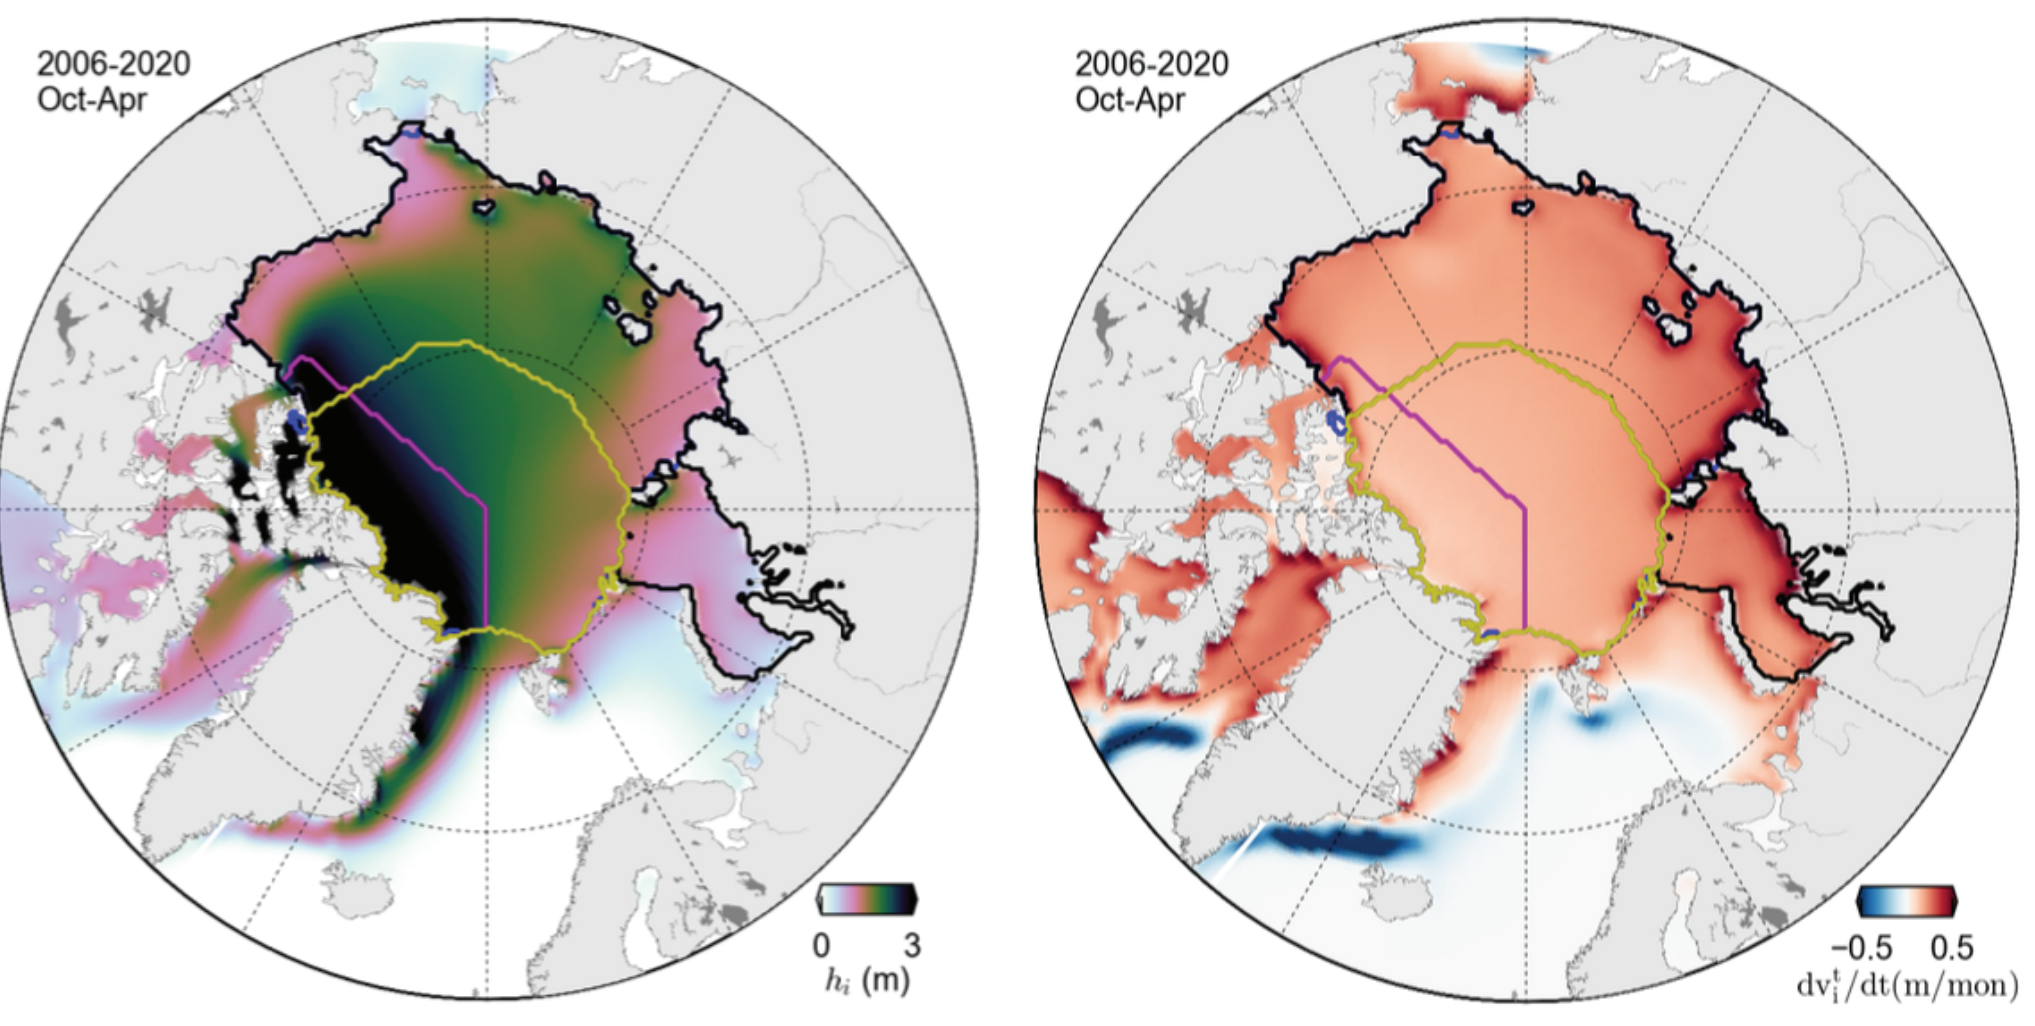 2006-2020
Oct-Apr
0 3
h_i (m)
2006-2020
Oct-Apr
−0.5 0.5
dv_i^t/dt(m/mon)